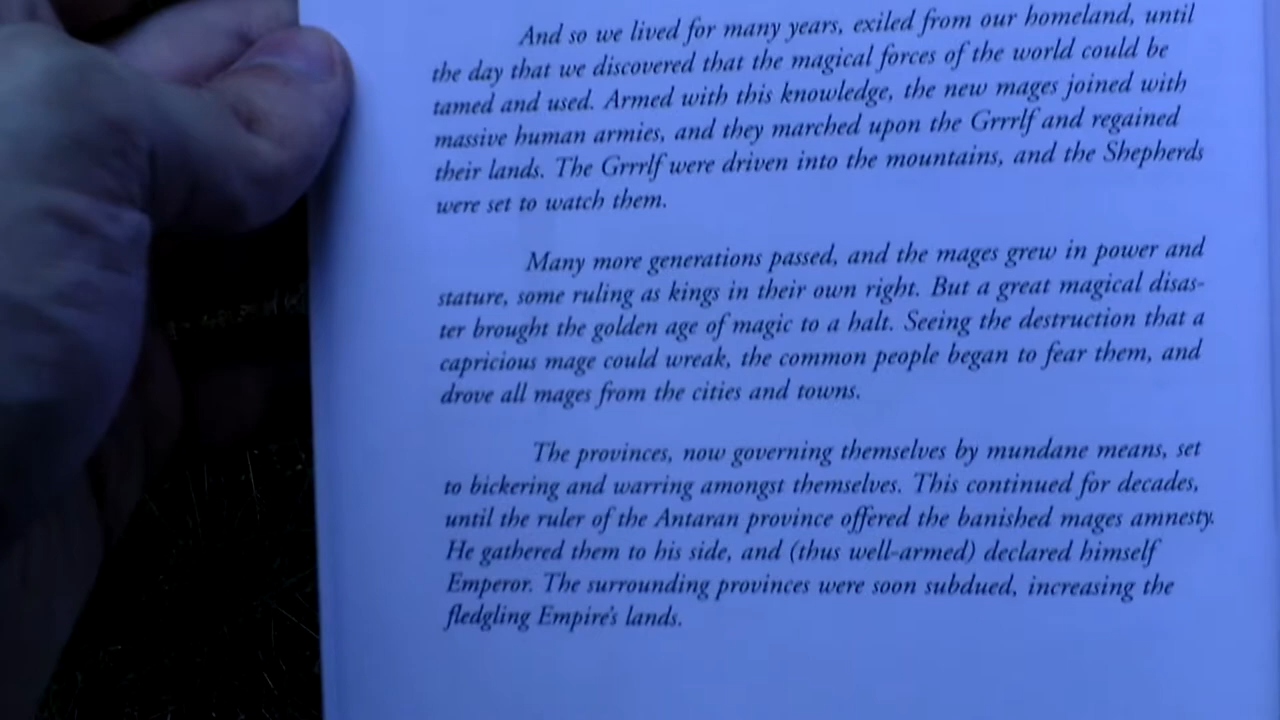 And so we lived for many years, exiled from our homeland, until
the day that we discovered that the magical forces of the world could be
tamed and used. Armed with this knowledge, the new mages joined with
massive human armies, and they marched upon the Grrrlf and regained
their lands. The Grrrlf were driven into the mountains, and the Shepherds
were set to watch them.
Many more generations passed, and the mages grew in power and
stature, some ruling as kings in their own right. But a great magical disas-
ter brought the golden age of magic to a halt. Seeing the destruction that a
capricious mage could wreak, the common people began to fear them, and
drove all mages from the cities and towns.
The provinces, now governing themselves by mundane means, set
to bickering and warring amongst themselves. This continued for decades,
until the ruler of the Antaran province offered the banished mages amnesty.
He gathered them to his side, and (thus well-armed) declared himself
Emperor. The surrounding provinces were soon subdued, increasing the
fledgling Empire's lands.